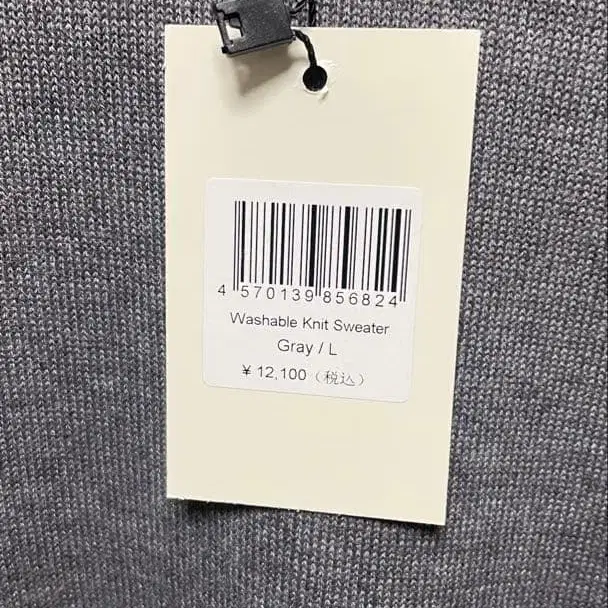 4 570139 856824
Washable Knit Sweater
Gray / L
¥ 12,100（税込）